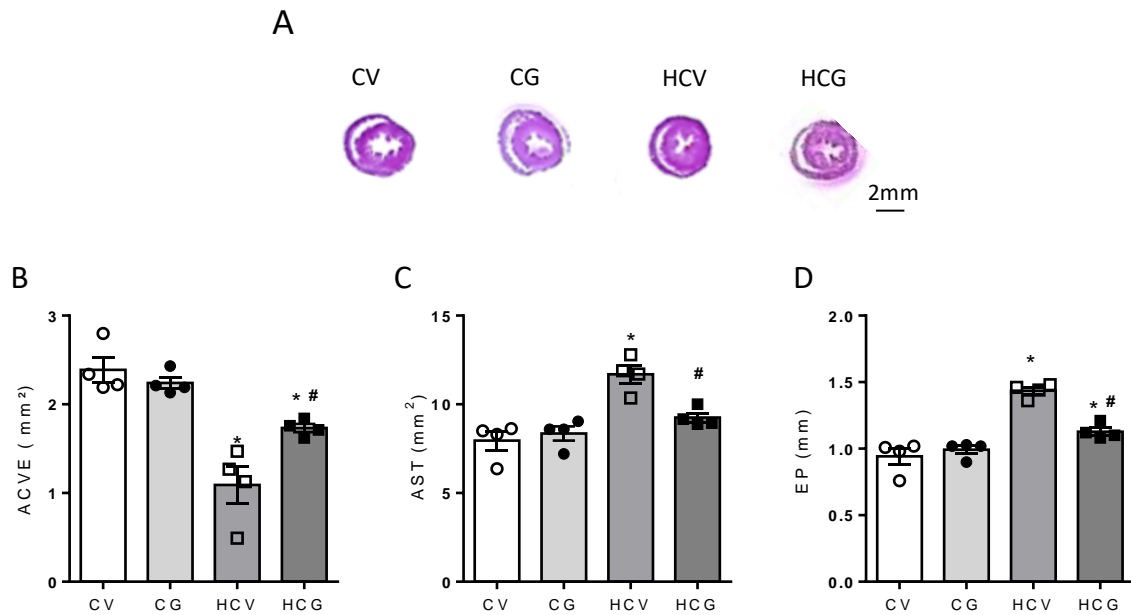 A
CV CG HCV HCG
2mm
B
C
D
ACVE (mm²)
3
2
1
0
* * #
CV CG HCV HCG
AST (mm²)
15
10
5
0
* #
CV CG HCV HCG
EP (mm)
2.0
1.5
1.0
0.5
0.0
* * #
CV CG HCV HCG